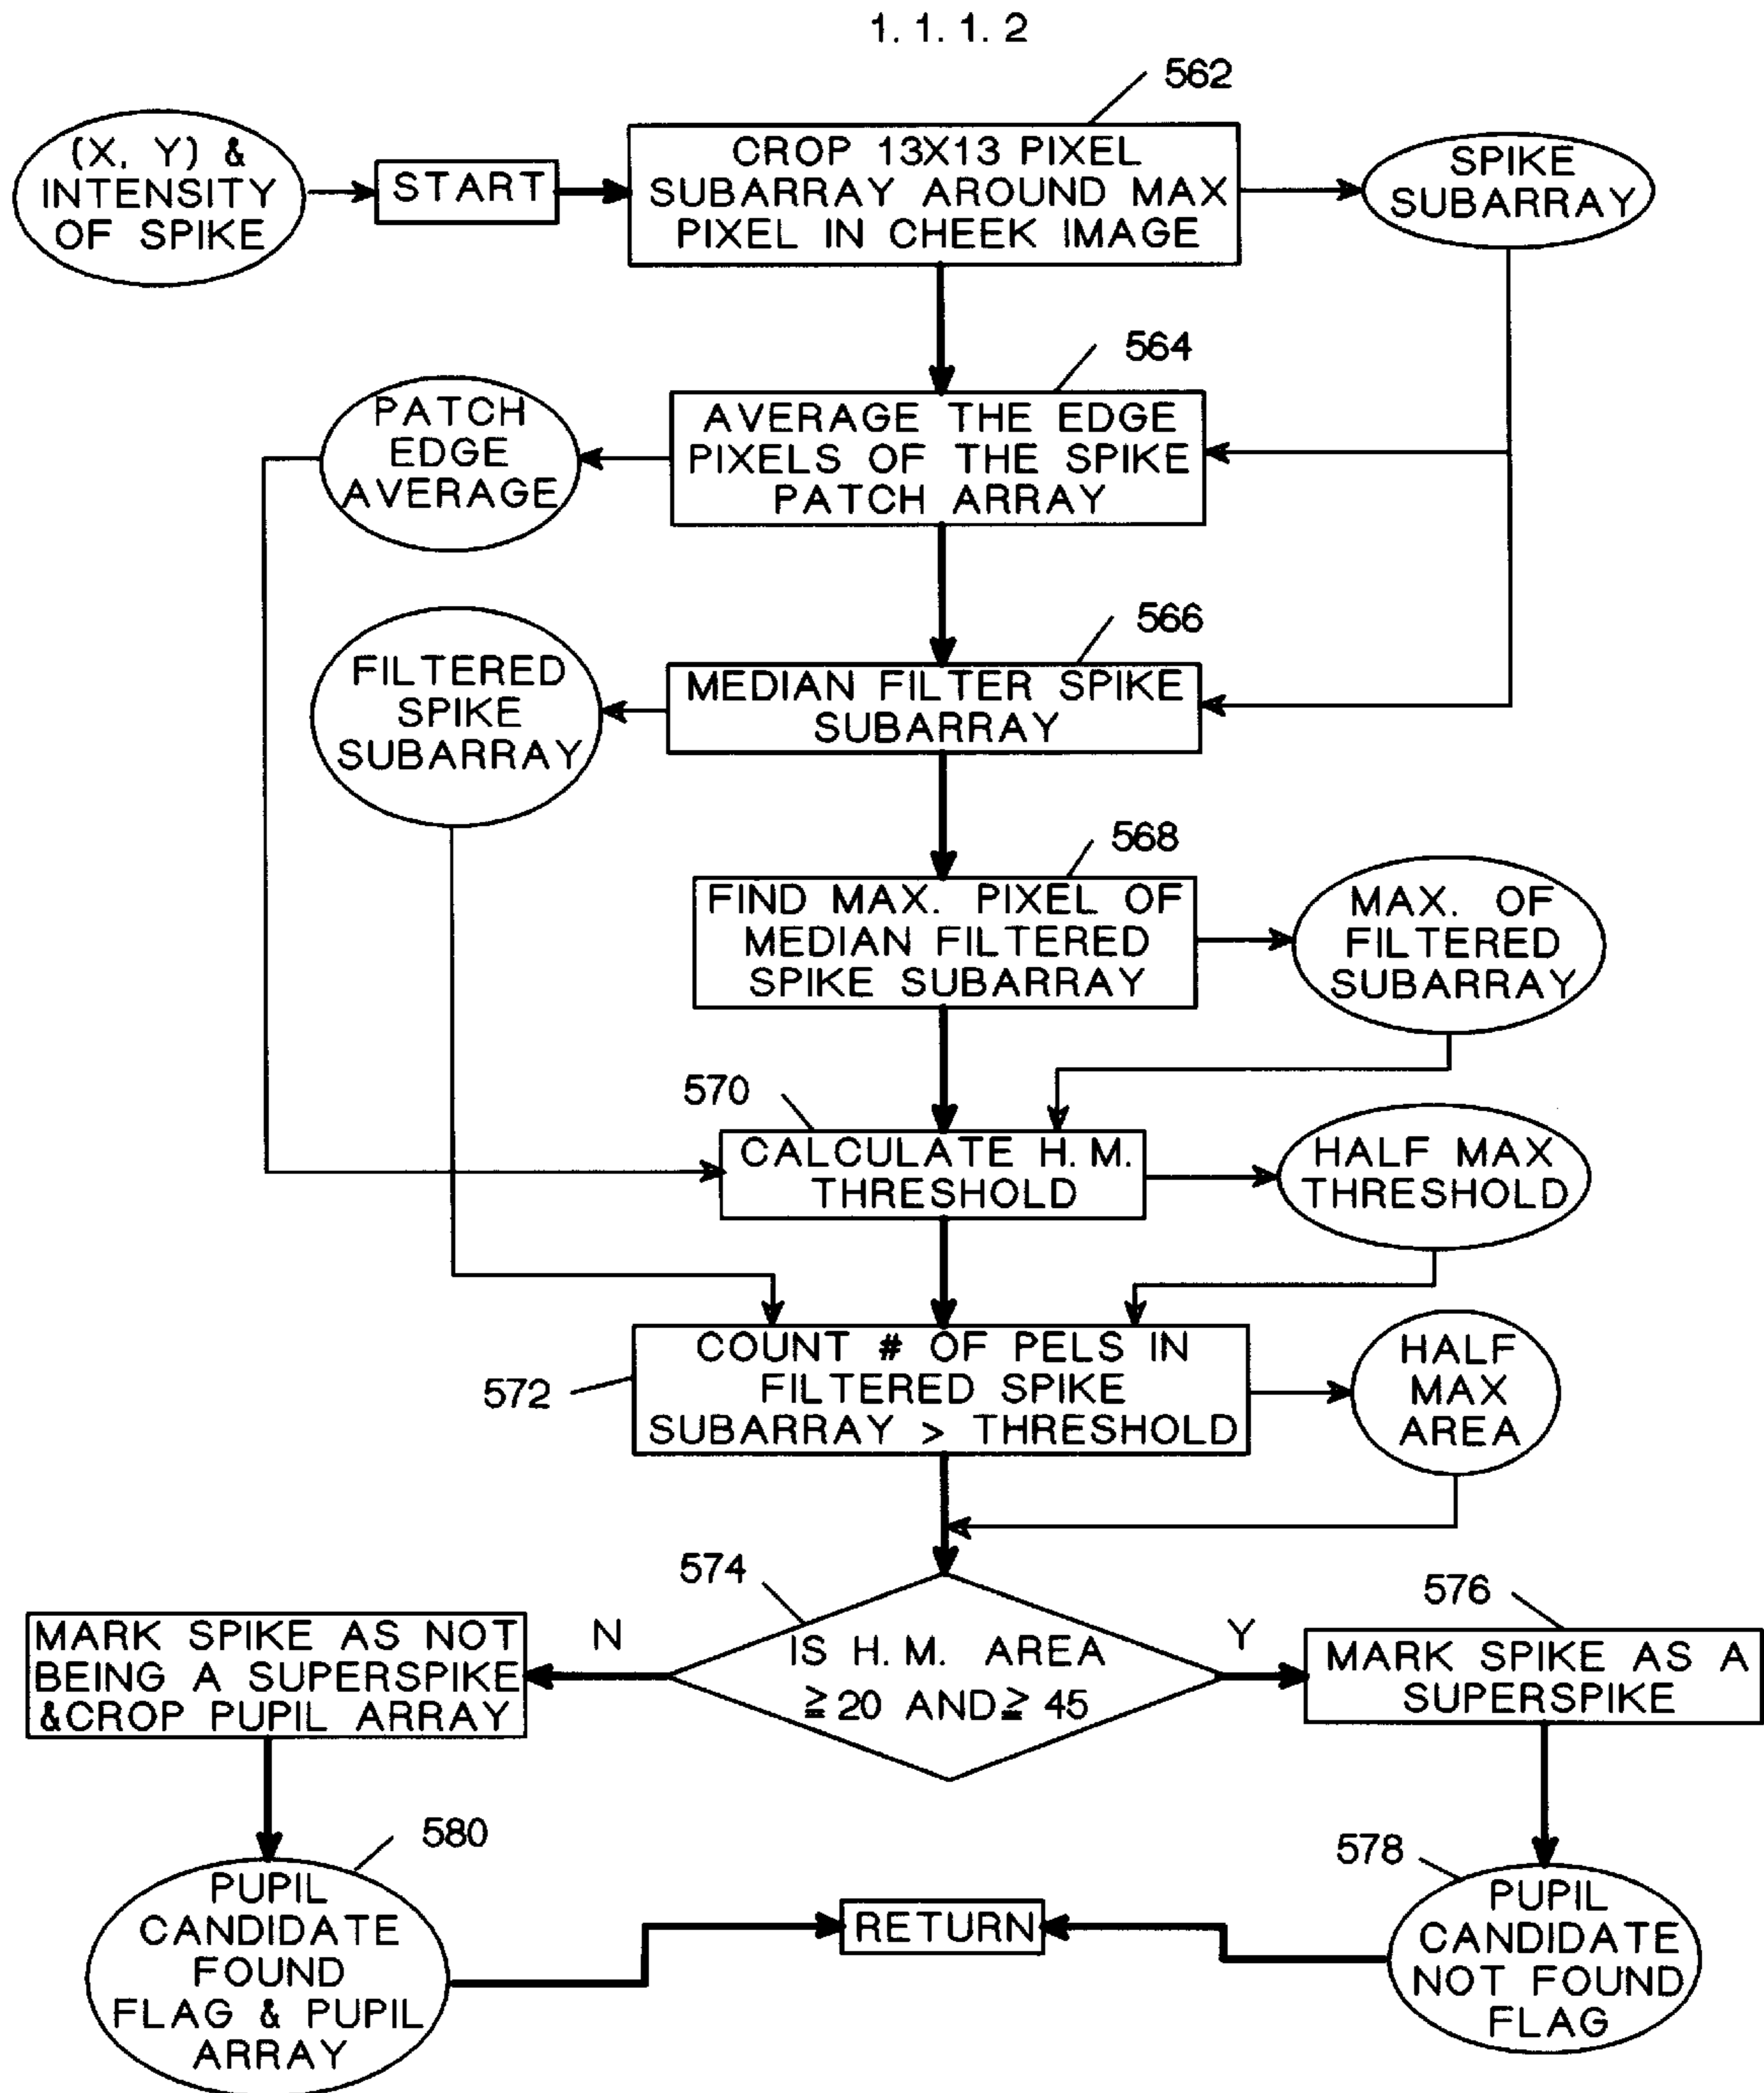 1. 1. 1. 2
562
(X, Y) &
INTENSITY
OF SPIKE
START
CROP 13X13 PIXEL
SUBARRAY AROUND MAX
PIXEL IN CHEEK IMAGE
SPIKE
SUBARRAY
564
PATCH
EDGE
AVERAGE
AVERAGE THE EDGE
PIXELS OF THE SPIKE
PATCH ARRAY
566
FILTERED
SPIKE
SUBARRAY
MEDIAN FILTER SPIKE
SUBARRAY
568
FIND MAX. PIXEL OF
MEDIAN FILTERED
SPIKE SUBARRAY
MAX. OF
FILTERED
SUBARRAY
570
CALCULATE H. M.
THRESHOLD
HALF MAX
THRESHOLD
572
COUNT # OF PELS IN
FILTERED SPIKE
SUBARRAY > THRESHOLD
HALF
MAX
AREA
574
576
MARK SPIKE AS NOT
BEING A SUPERSPIKE
&CROP PUPIL ARRAY
N
IS H. M. AREA
≧20 AND ≧ 45
Y
MARK SPIKE AS A
SUPERSPIKE
580
578
PUPIL
CANDIDATE
FOUND
FLAG & PUPIL
ARRAY
RETURN
PUPIL
CANDIDATE
NOT FOUND
FLAG